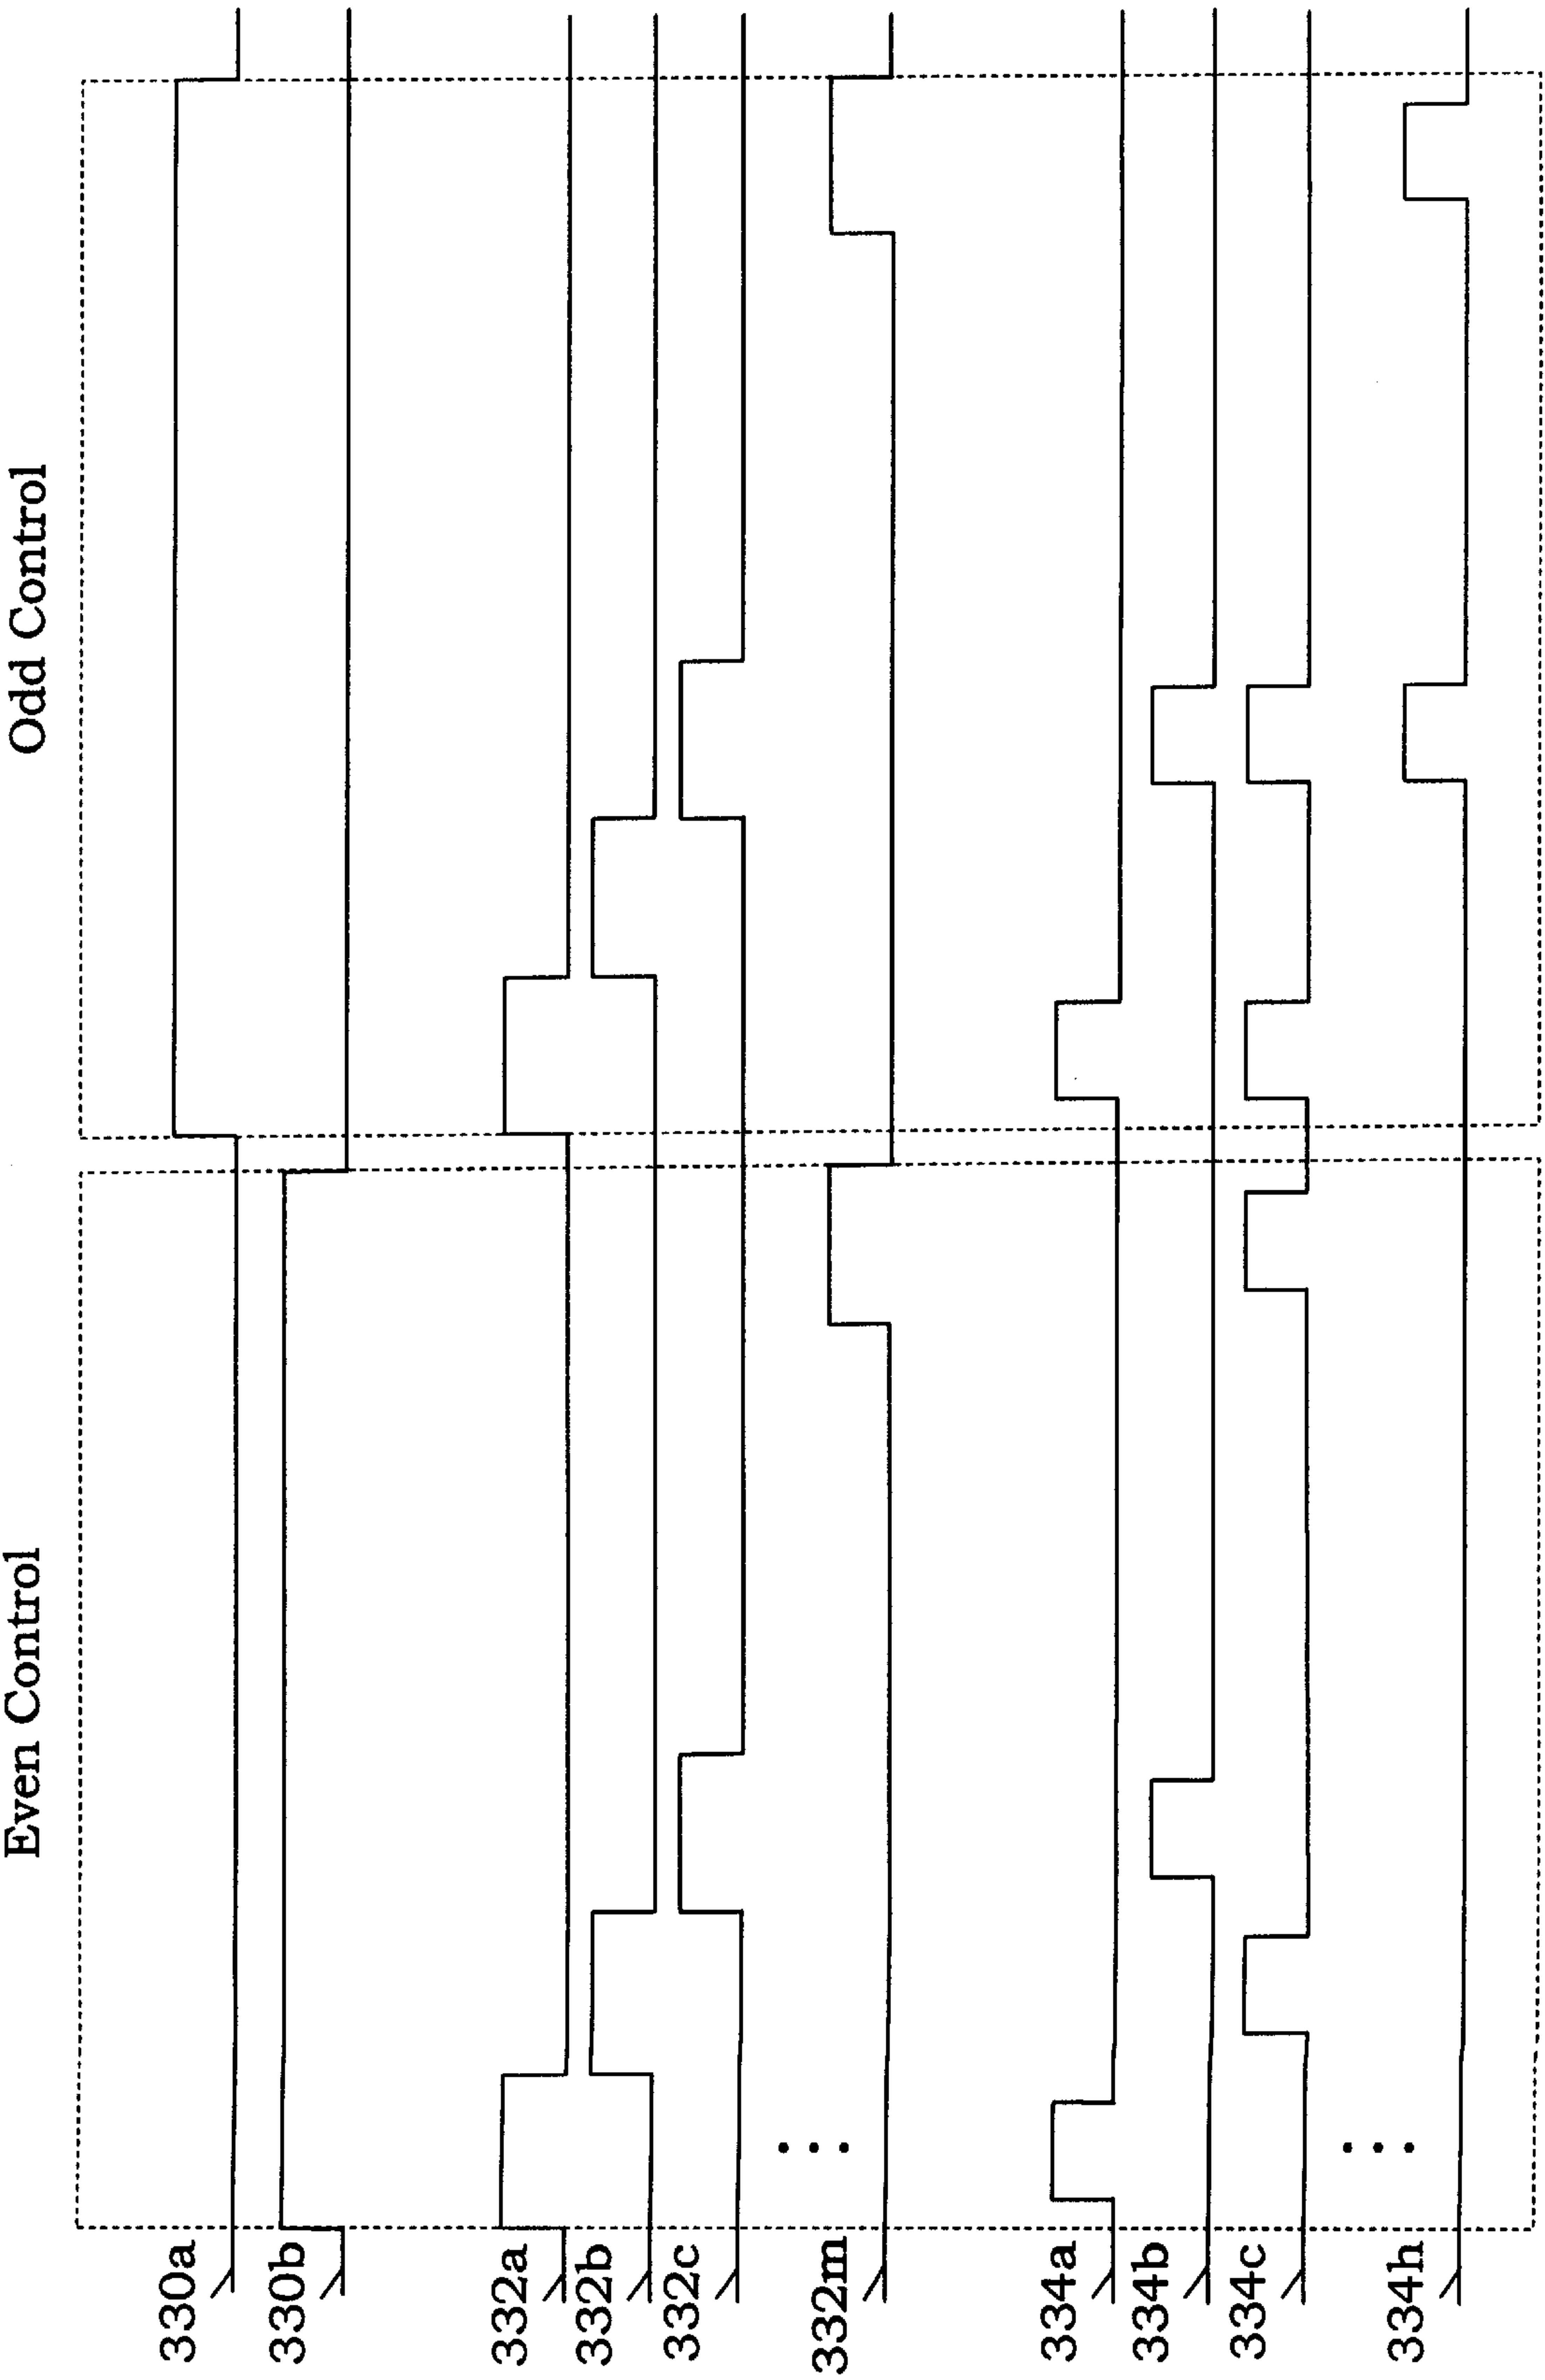 Even Control
Odd Control
330a
330b
332a
332b
332c
332m
334a
334b
334c
334h